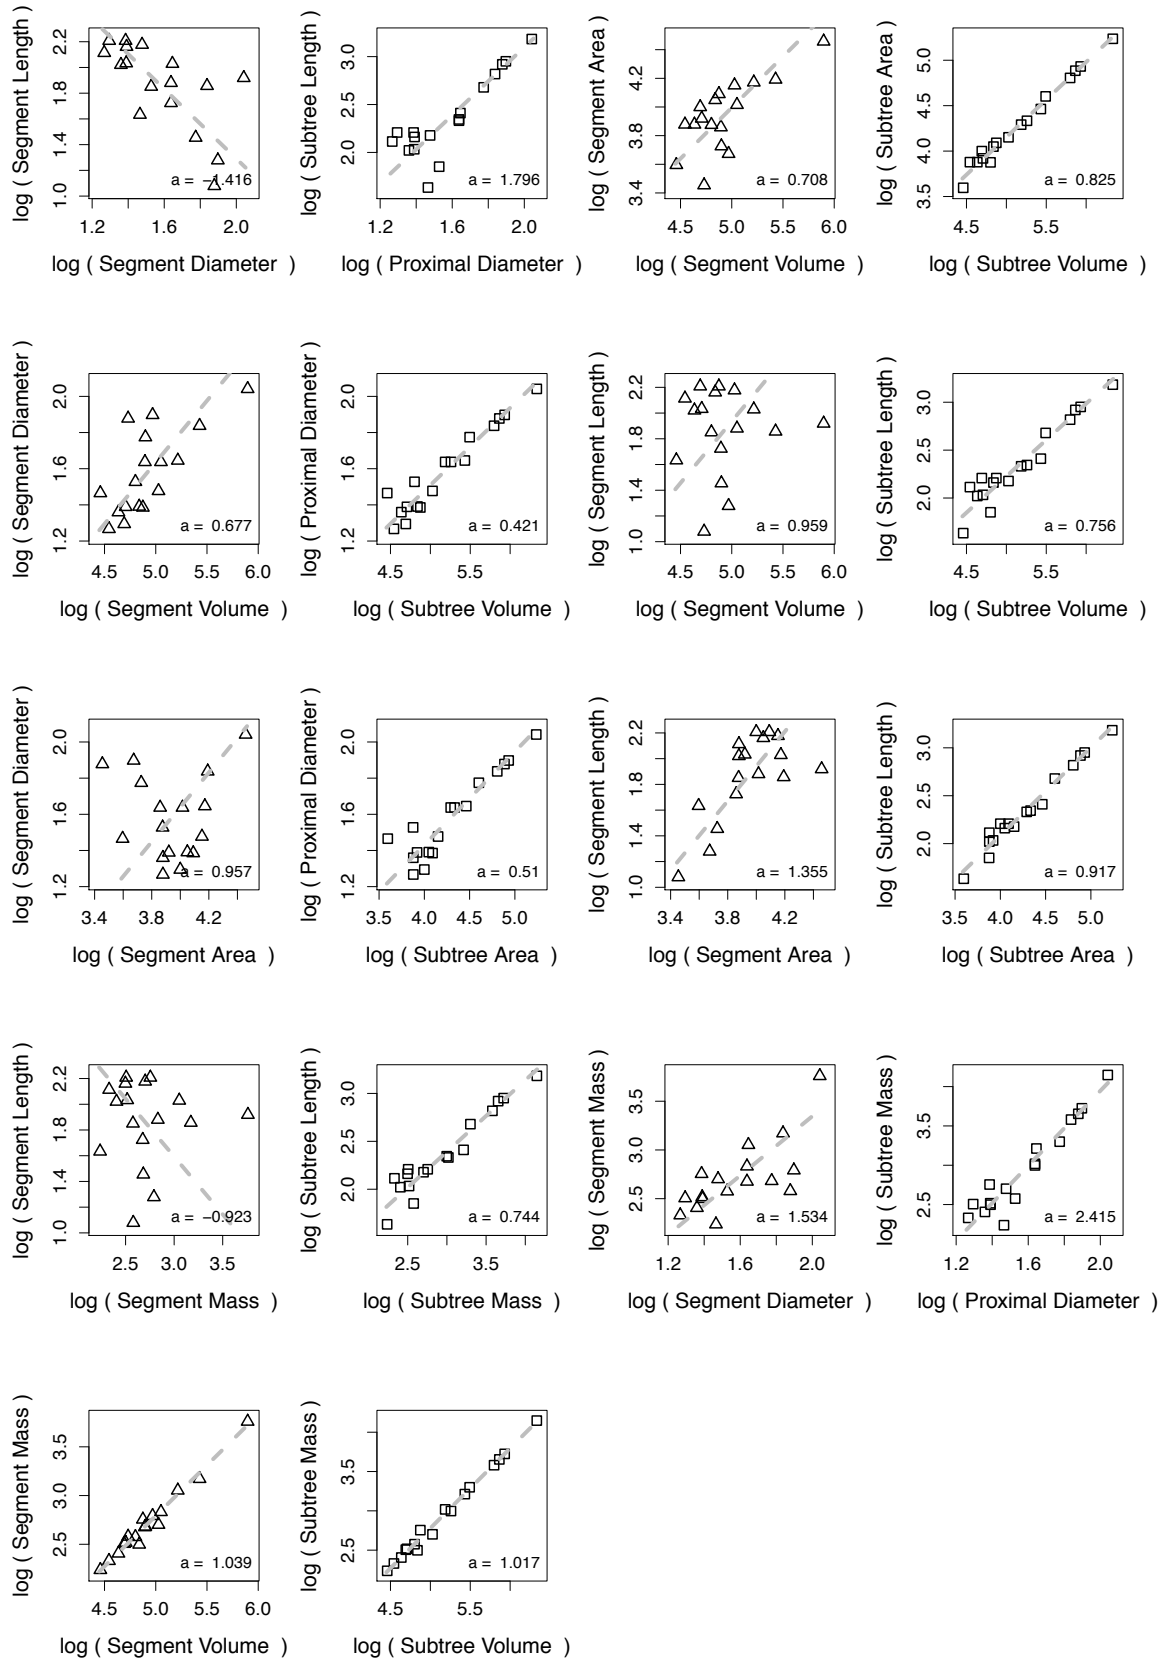 log ( Segment Length )
2.2
1.8
1.4
1.0
a = −1.416
1.2 1.6 2.0
log ( Segment Diameter )
log ( Subtree Length )
3.0
2.5
2.0
a = 1.796
1.2 1.6 2.0
log ( Proximal Diameter )
log ( Segment Area )
4.2
3.8
3.4
a = 0.708
4.5 5.0 5.5 6.0
log ( Segment Volume )
log ( Subtree Area )
5.0
4.5
4.0
3.5
a = 0.825
4.5 5.5
log ( Subtree Volume )
log ( Segment Diameter )
2.0
1.6
1.2
a = 0.677
4.5 5.0 5.5 6.0
log ( Segment Volume )
log ( Proximal Diameter )
2.0
1.6
1.2
a = 0.421
4.5 5.5
log ( Subtree Volume )
log ( Segment Length )
2.2
1.8
1.4
1.0
a = 0.959
4.5 5.0 5.5 6.0
log ( Segment Volume )
log ( Subtree Length )
3.0
2.5
2.0
a = 0.756
4.5 5.5
log ( Subtree Volume )
log ( Segment Diameter )
2.0
1.6
1.2
a = 0.957
3.4 3.8 4.2
log ( Segment Area )
log ( Proximal Diameter )
2.0
1.6
1.2
a = 0.51
3.5 4.0 4.5 5.0
log ( Subtree Area )
log ( Segment Length )
2.2
1.8
1.4
1.0
a = 1.355
3.4 3.8 4.2
log ( Segment Area )
log ( Subtree Length )
3.0
2.5
2.0
a = 0.917
3.5 4.0 4.5 5.0
log ( Subtree Area )
log ( Segment Length )
2.2
1.8
1.4
1.0
a = −0.923
2.5 3.0 3.5
log ( Segment Mass )
log ( Subtree Length )
3.0
2.5
2.0
a = 0.744
2.5 3.5
log ( Subtree Mass )
log ( Segment Mass )
3.5
3.0
2.5
a = 1.534
1.2 1.6 2.0
log ( Segment Diameter )
log ( Subtree Mass )
3.5
2.5
a = 2.415
1.2 1.6 2.0
log ( Proximal Diameter )
log ( Segment Mass )
3.5
3.0
2.5
a = 1.039
4.5 5.0 5.5 6.0
log ( Segment Volume )
log ( Subtree Mass )
3.5
2.5
a = 1.017
4.5 5.5
log ( Subtree Volume )